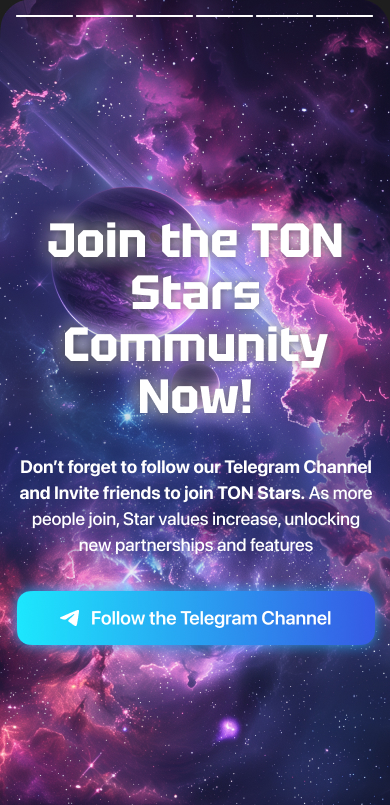 Join the TON
Stars
Community
Now!
Don’t forget to follow our Telegram Channel
and Invite friends to join TON Stars. As more
people join, Star values increase, unlocking
new partnerships and features
Follow the Telegram Channel